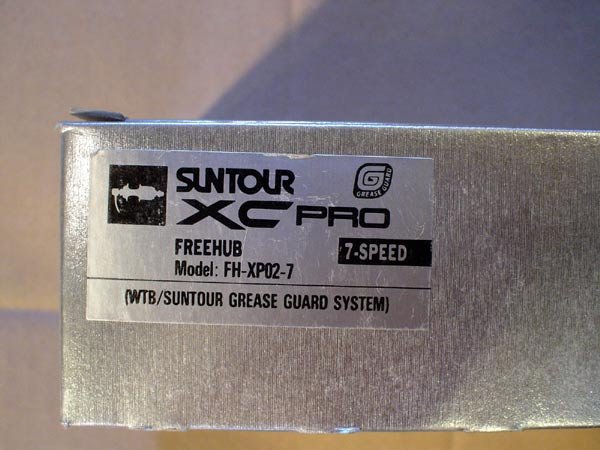 SUNTOUR
XC PRO
G
GREASE GUARD
FREEHUB
7-SPEED
Model: FH-XP02-7
(WTB/SUNTOUR GREASE GUARD SYSTEM)